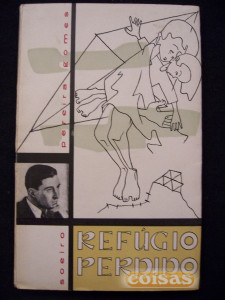 soeiro pereira gomes
REFÚGIO
PERDIDO
coisas